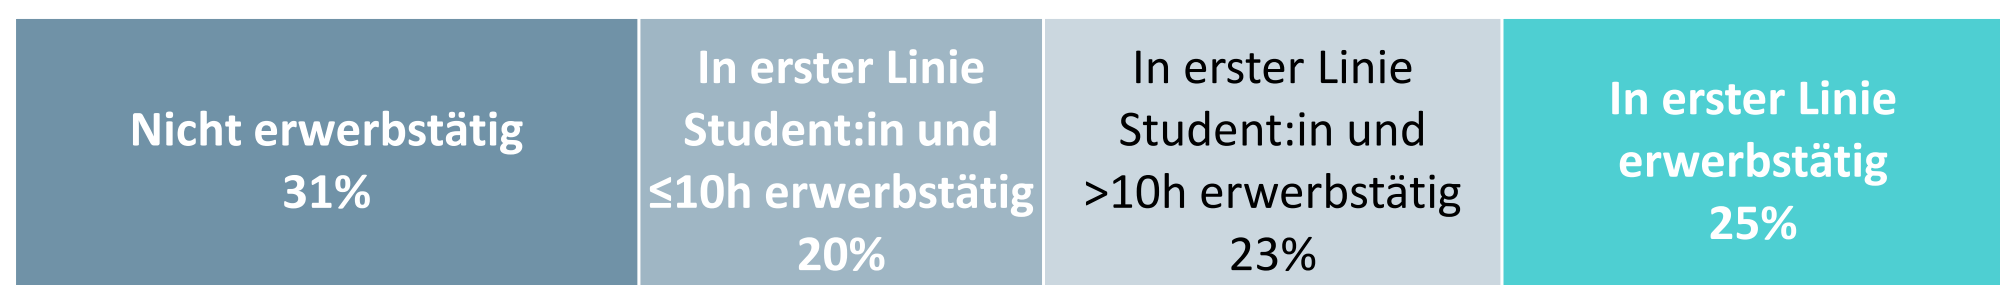 Nicht erwerbstätig
31%
In erster Linie
Student:in und
≤10h erwerbstätig
20%
In erster Linie
Student:in und
>10h erwerbstätig
23%
In erster Linie
erwerbstätig
25%